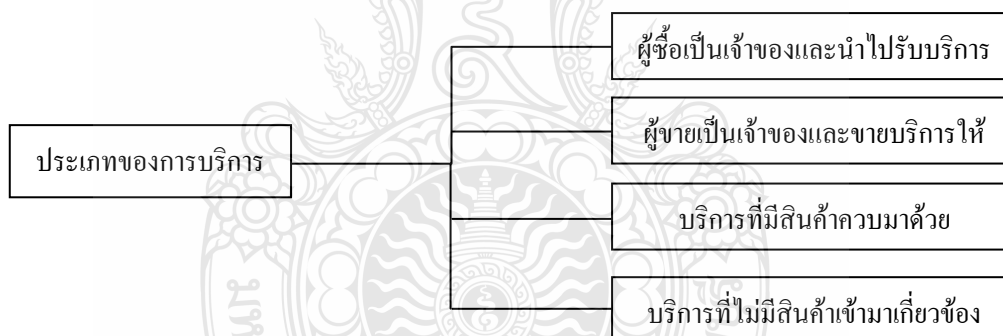 ผู้ซื้อเป็นเจ้าของและนำไปรับบริการ
ผู้ขายเป็นเจ้าของและขายบริการให้
ประเภทของการบริการ
บริการที่มีสินค้าควบมาด้วย
บริการที่ไม่มีสินค้าเข้ามาเกี่ยวข้อง